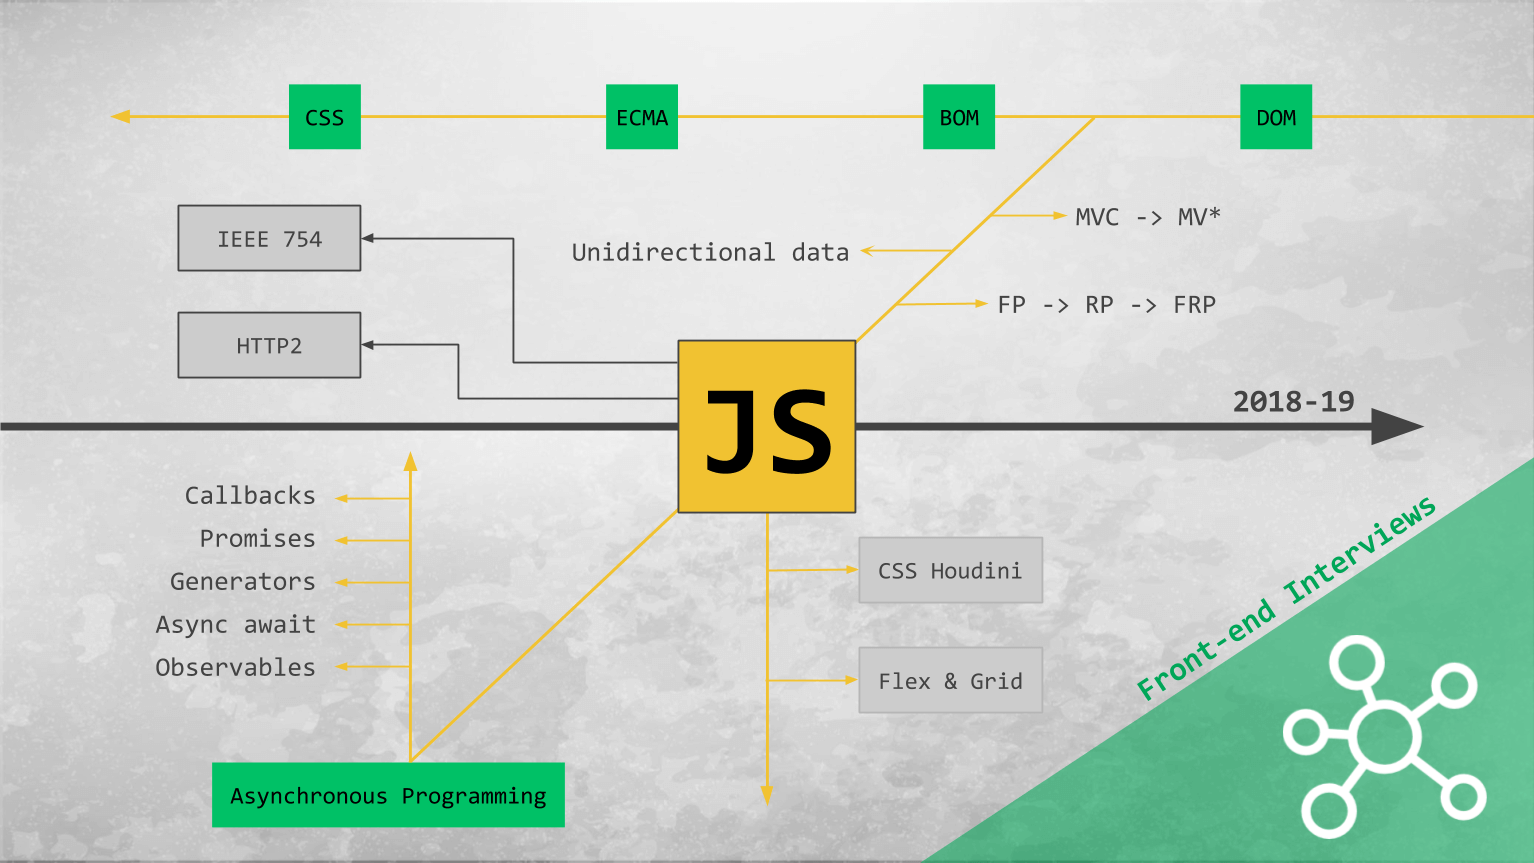 CSS
ECMA
BOM
DOM
MVC -> MV*
IEEE 754
Unidirectional data
FP -> RP -> FRP
HTTP2
JS
2018-19
Callbacks
Promises
Generators
Async await
Observables
CSS Houdini
Flex & Grid
Front-end Interviews
Asynchronous Programming